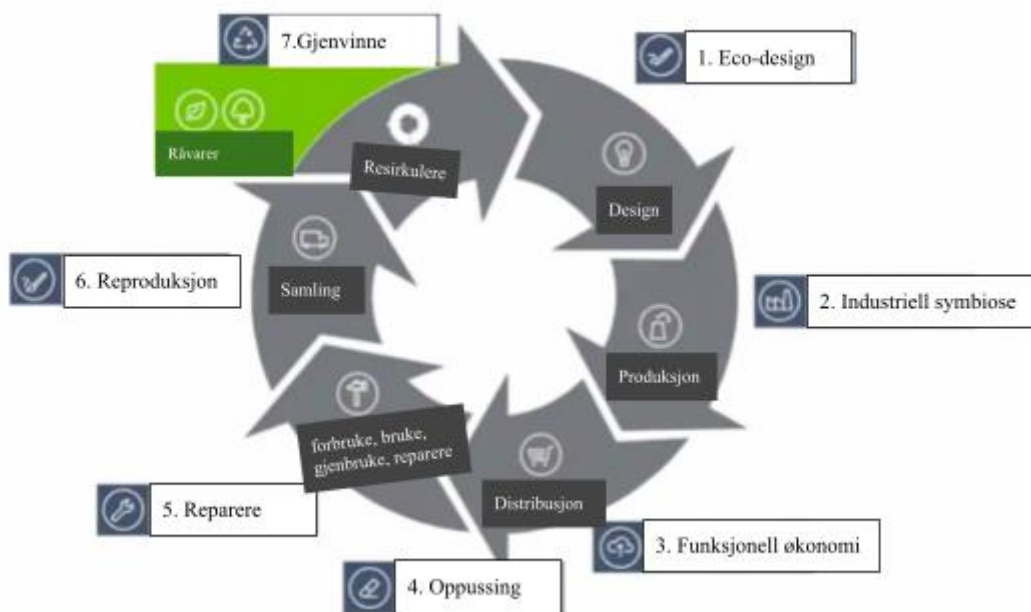 7.Gjenvinne
1. Eco-design
Råvarer
Resirkulere
Design
6. Reproduksjon
Samling
2. Industriell symbiose
Produksjon
forbruke, bruke,
gjenbruke, reparere
5. Reparere
Distribusjon
3. Funksjonell økonomi
4. Oppussing